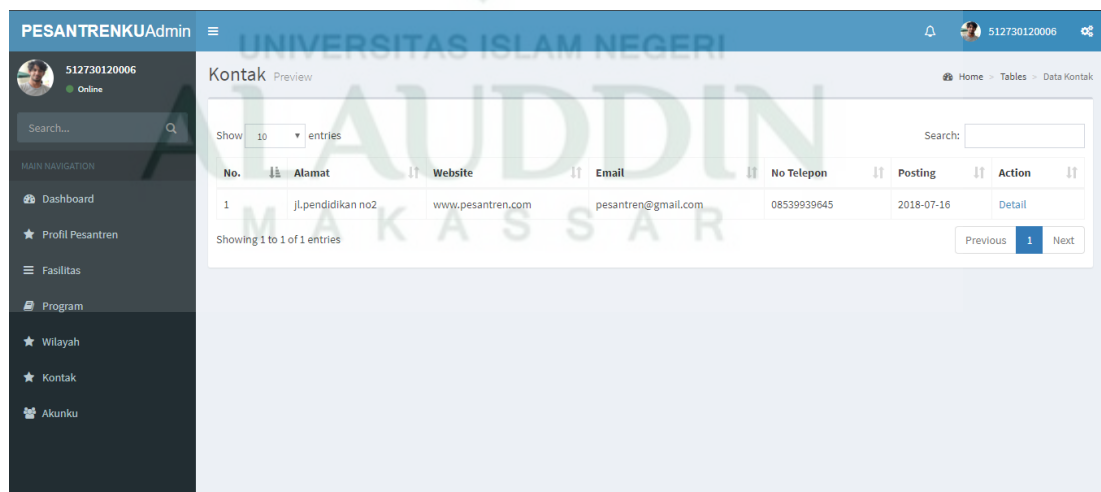 PESANTRENKUAdmin
512730120006
UNIVERSITAS ISLAM NEGERI
ALAUDDIN
MAKASSAR
512730120006
Online
Search...
MAIN NAVIGATION
Dashboard
Profil Pesantren
Fasilitas
Program
Wilayah
Kontak
Akunku
Kontak Preview
Home > Tables > Data Kontak
Show 10 entries
Search:
No. Alamat Website Email No Telepon Posting Action
1 jl.pendidikan no2 www.pesantren.com pesantren@gmail.com 08539939645 2018-07-16 Detail
Showing 1 to 1 of 1 entries
Previous 1 Next